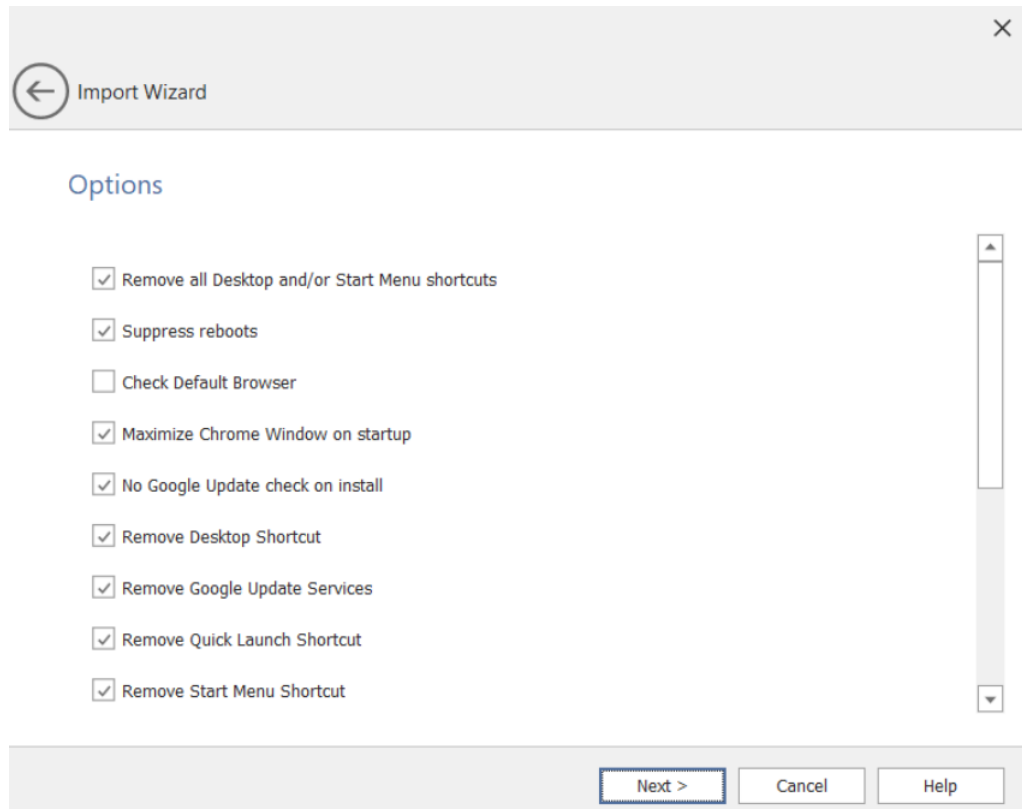 Import Wizard
Options
Remove all Desktop and/or Start Menu shortcuts
Suppress reboots
Check Default Browser
Maximize Chrome Window on startup
No Google Update check on install
Remove Desktop Shortcut
Remove Google Update Services
Remove Quick Launch Shortcut
Remove Start Menu Shortcut
Next > Cancel Help